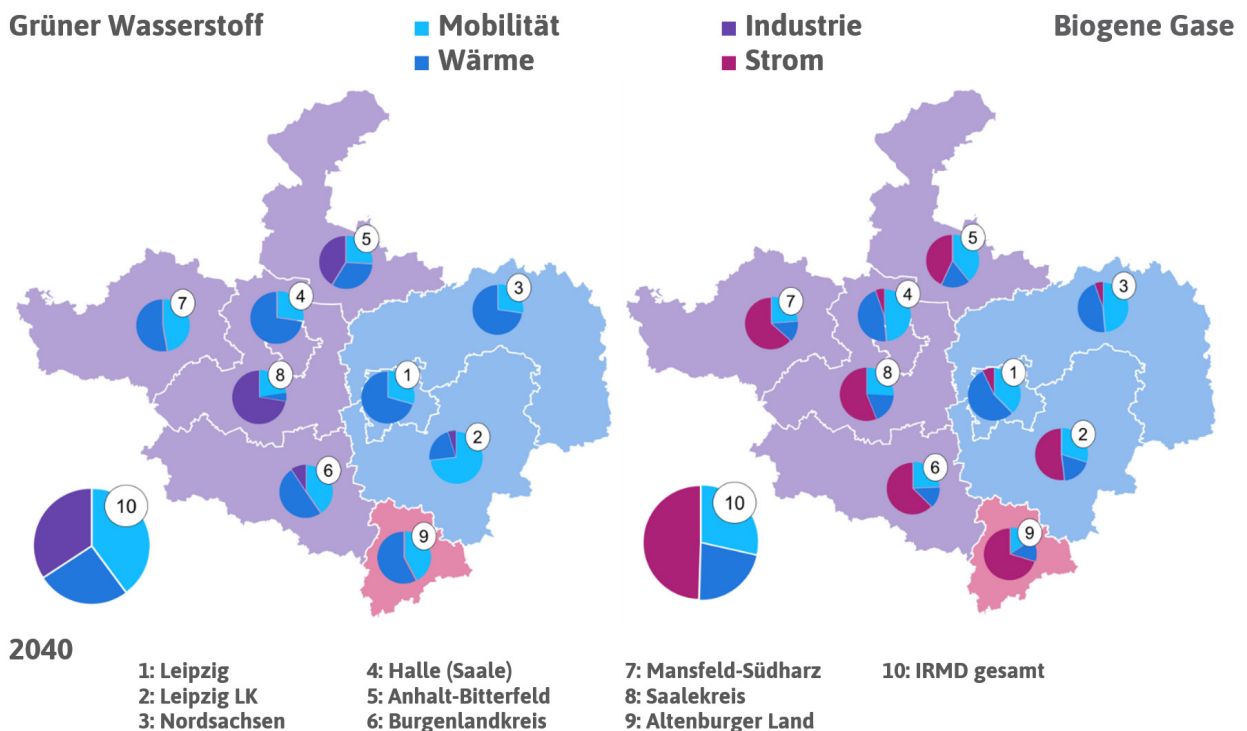 Grüner Wasserstoff
Mobilität
Wärme
Industrie
Strom
Biogene Gase
5
7
4
3
8
1
2
6
10
9
5
7
4
3
8
1
2
6
10
9
2040
1: Leipzig
2: Leipzig LK
3: Nordsachsen
4: Halle (Saale)
5: Anhalt-Bitterfeld
6: Burgenlandkreis
7: Mansfeld-Südharz
8: Saalekreis
9: Altenburger Land
10: IRMD gesamt